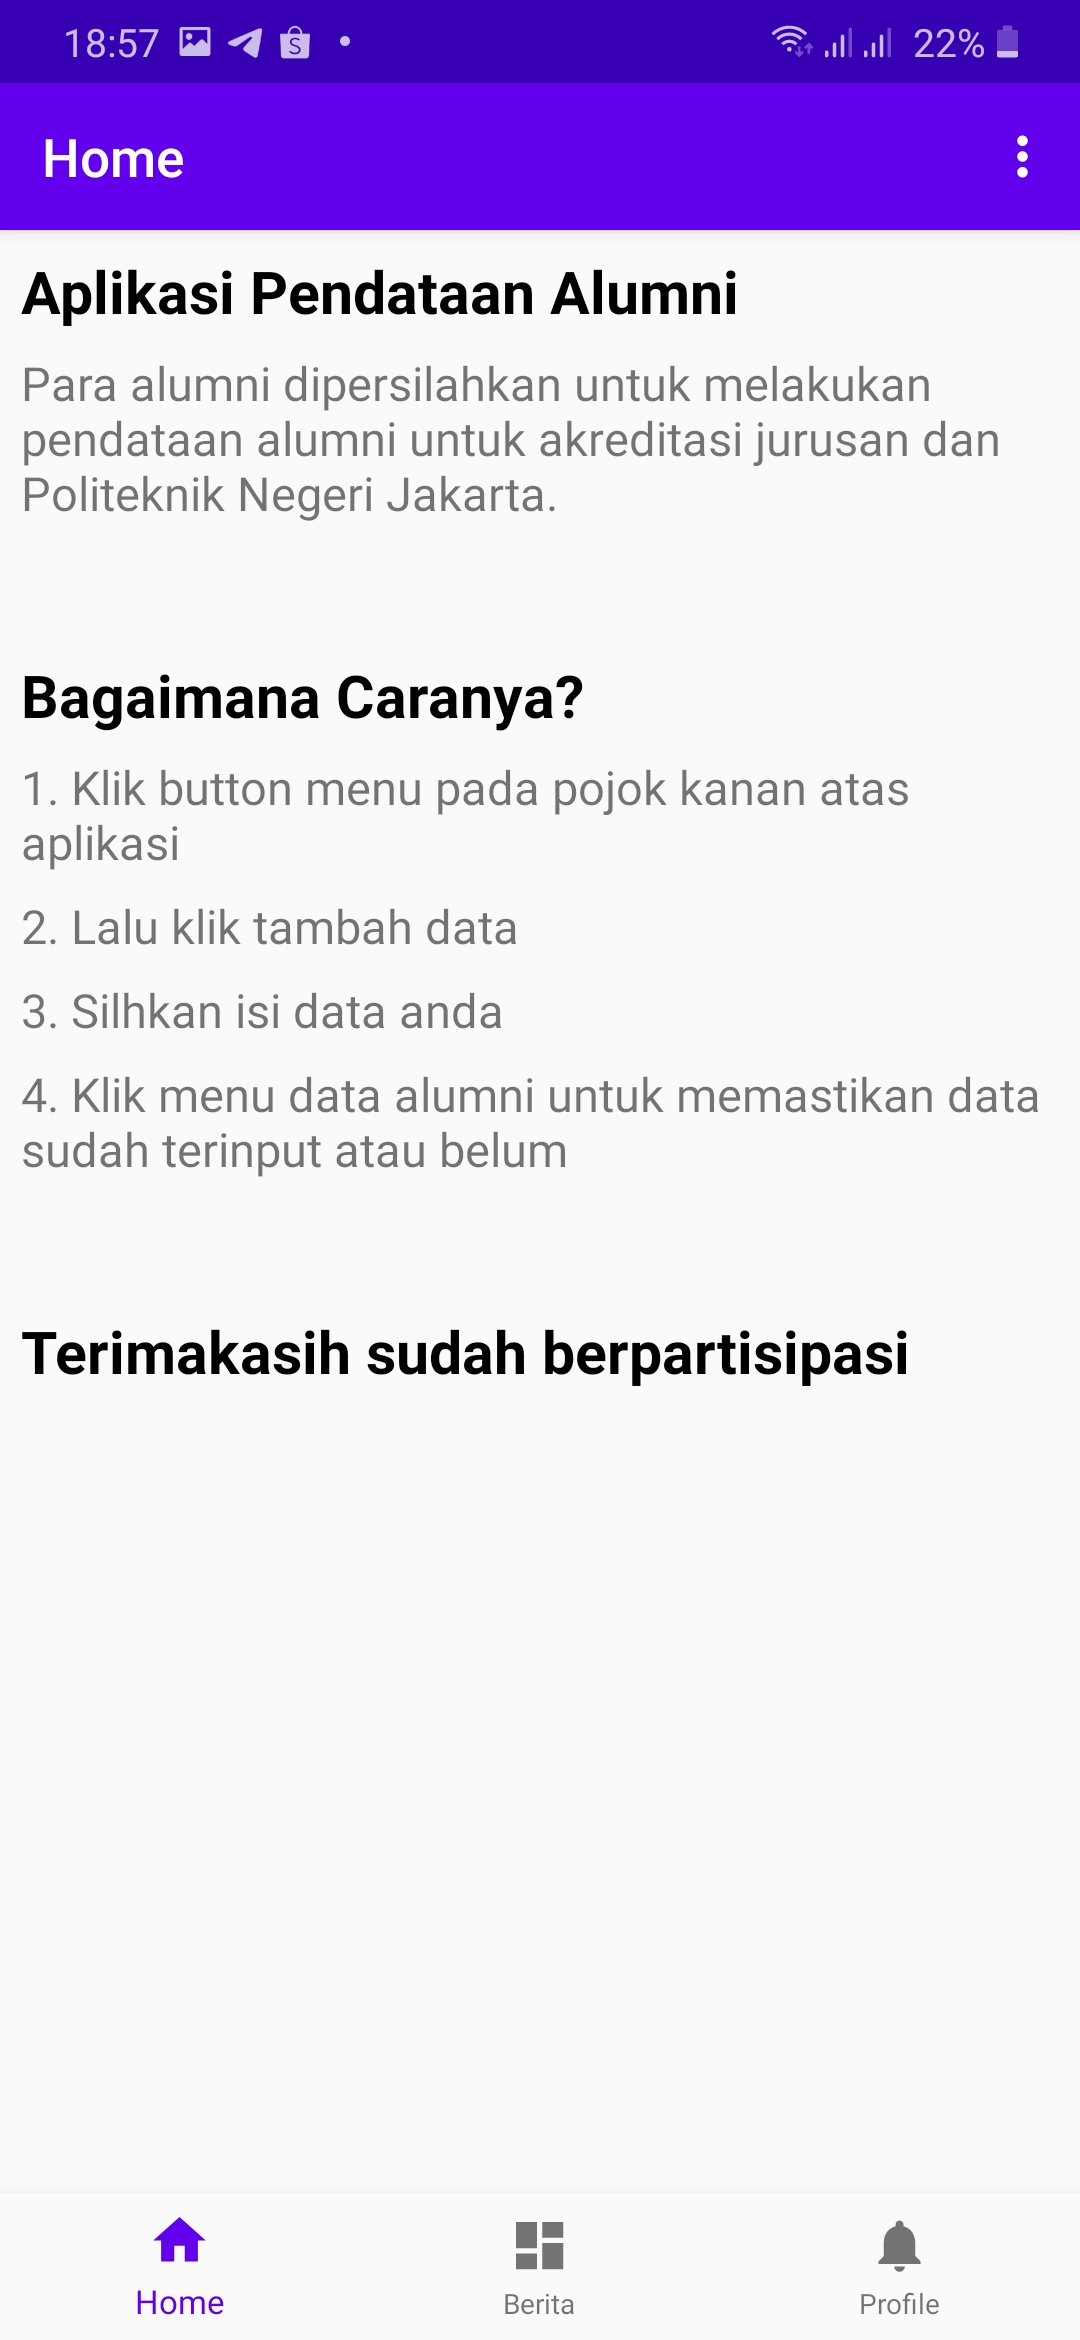 18:57
22%
Home
Aplikasi Pendataan Alumni
Para alumni dipersilahkan untuk melakukan
pendataan alumni untuk akreditasi jurusan dan
Politeknik Negeri Jakarta.
Bagaimana Caranya?
1. Klik button menu pada pojok kanan atas
aplikasi
2. Lalu klik tambah data
3. Silhkan isi data anda
4. Klik menu data alumni untuk memastikan data
sudah terinput atau belum
Terimakasih sudah berpartisipasi
Home
Berita
Profile